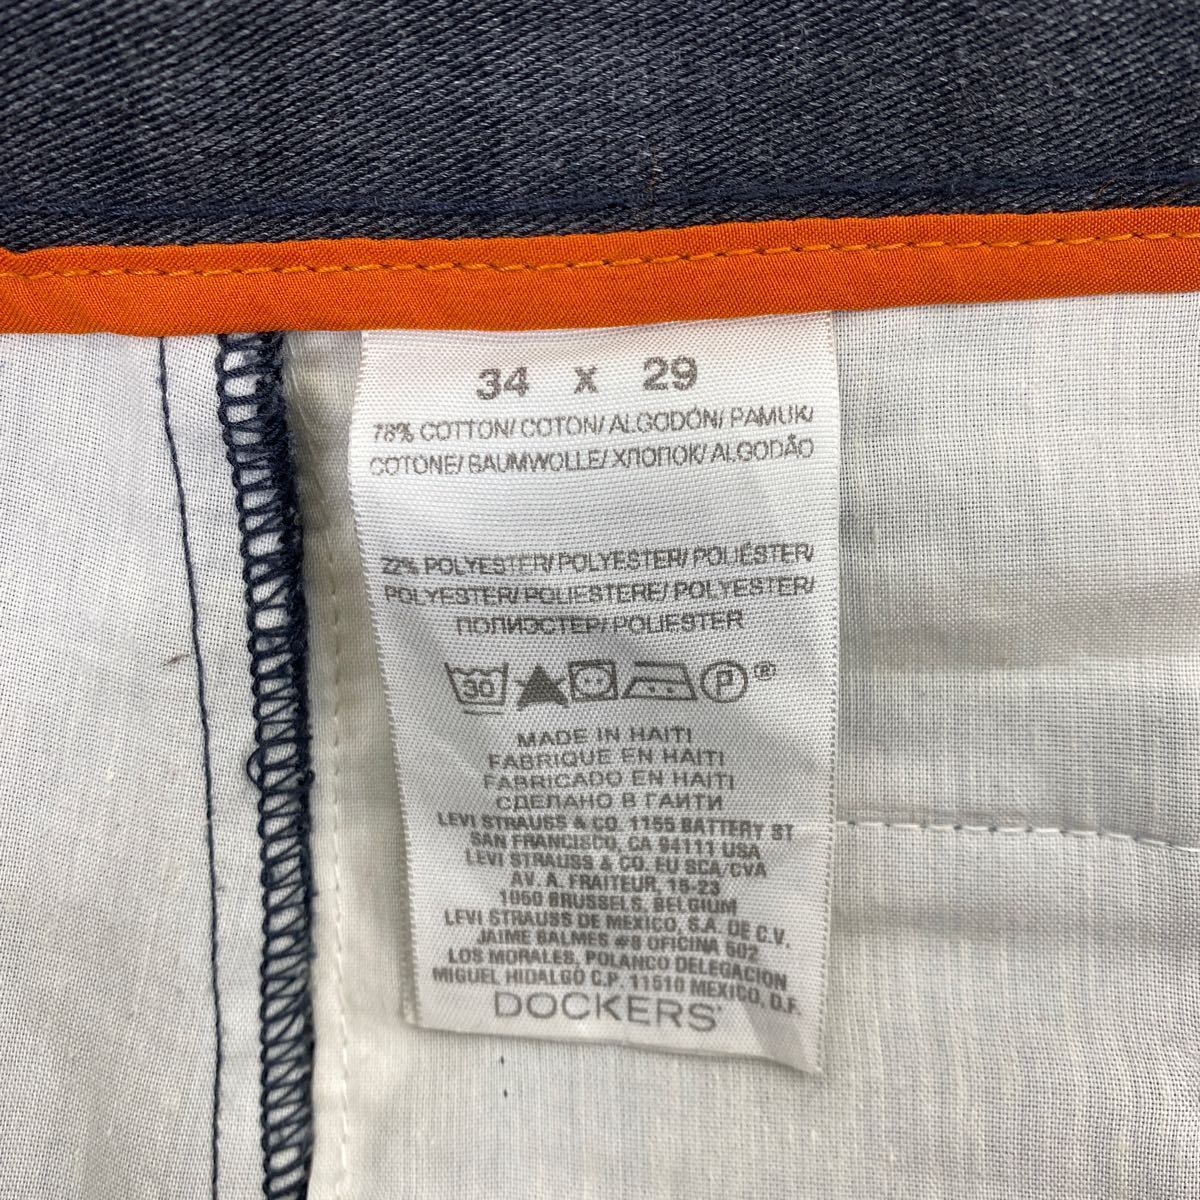 34 x 29
78% COTTON/ COTON/ ALGODÓN/ PAMUK/
COTONE/ BAUMWOLLE/ ХЛОПОК/ ALGODÃO
22% POLYESTER/ POLYESTER/ POLIÉSTER/
POLYESTER/ POLIESTERE/ POLYESTER/
ПОЛИЭСТЕР/ POLIESTER
30 P ®
MADE IN HAITI
FABRIQUE EN HAITI
FABRICADO EN HAITI
СДЕЛАНО В ГАИТИ
LEVI STRAUSS & CO. 1155 BATTERY ST
SAN FRANCISCO, CA 94111 USA
LEVI STRAUSS & CO. EU SCA/CVA
AV. A. FRAITEUR, 15-23
1050 BRUSSELS, BELGIUM
LEVI STRAUSS DE MEXICO, S.A. DE C.V.
JAIME BALMES #8 OFICINA 502
LOS MORALES, POLANCO DELEGACION
MIGUEL HIDALGO C.P. 11510 MEXICO, D.F.
DOCKERS®